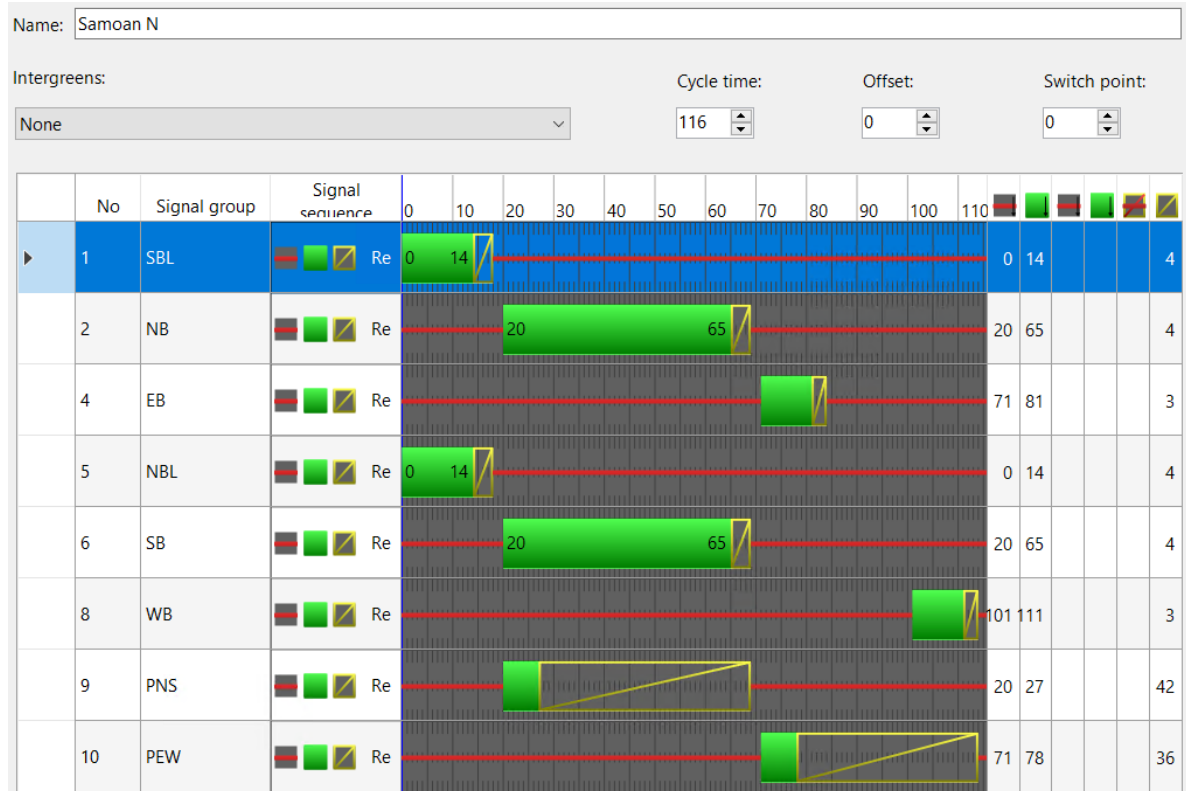 Name: Samoan N
Intergreens: Cycle time: Offset: Switch point:
None 116 0 0
No Signal group Signal sequence 0 10 20 30 40 50 60 70 80 90 100 110
1 SBL Re 0 14 0 14 4
2 NB Re 20 65 20 65 4
4 EB Re 71 81 3
5 NBL Re 0 14 0 14 4
6 SB Re 20 65 20 65 4
8 WB Re 101 111 3
9 PNS Re 20 27 42
10 PEW Re 71 78 36